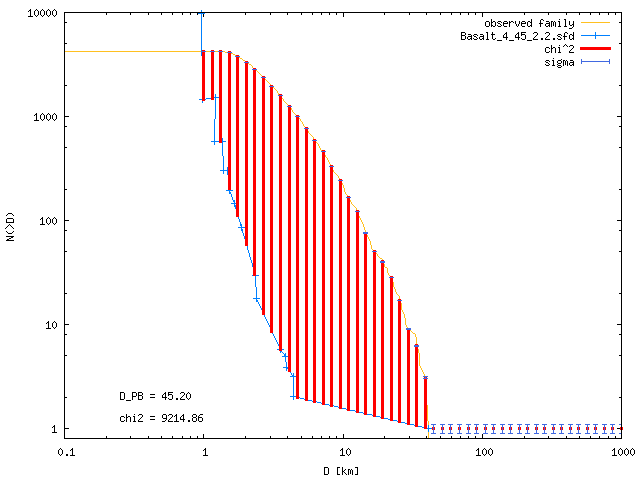 10000
1000
100
10
1
N(>D)
observed family
Basalt_4_45_2.2.sfd
chi^2
sigma
D_PB = 45.20
chi2 = 9214.86
0.1 1 10 100 1000
D [km]